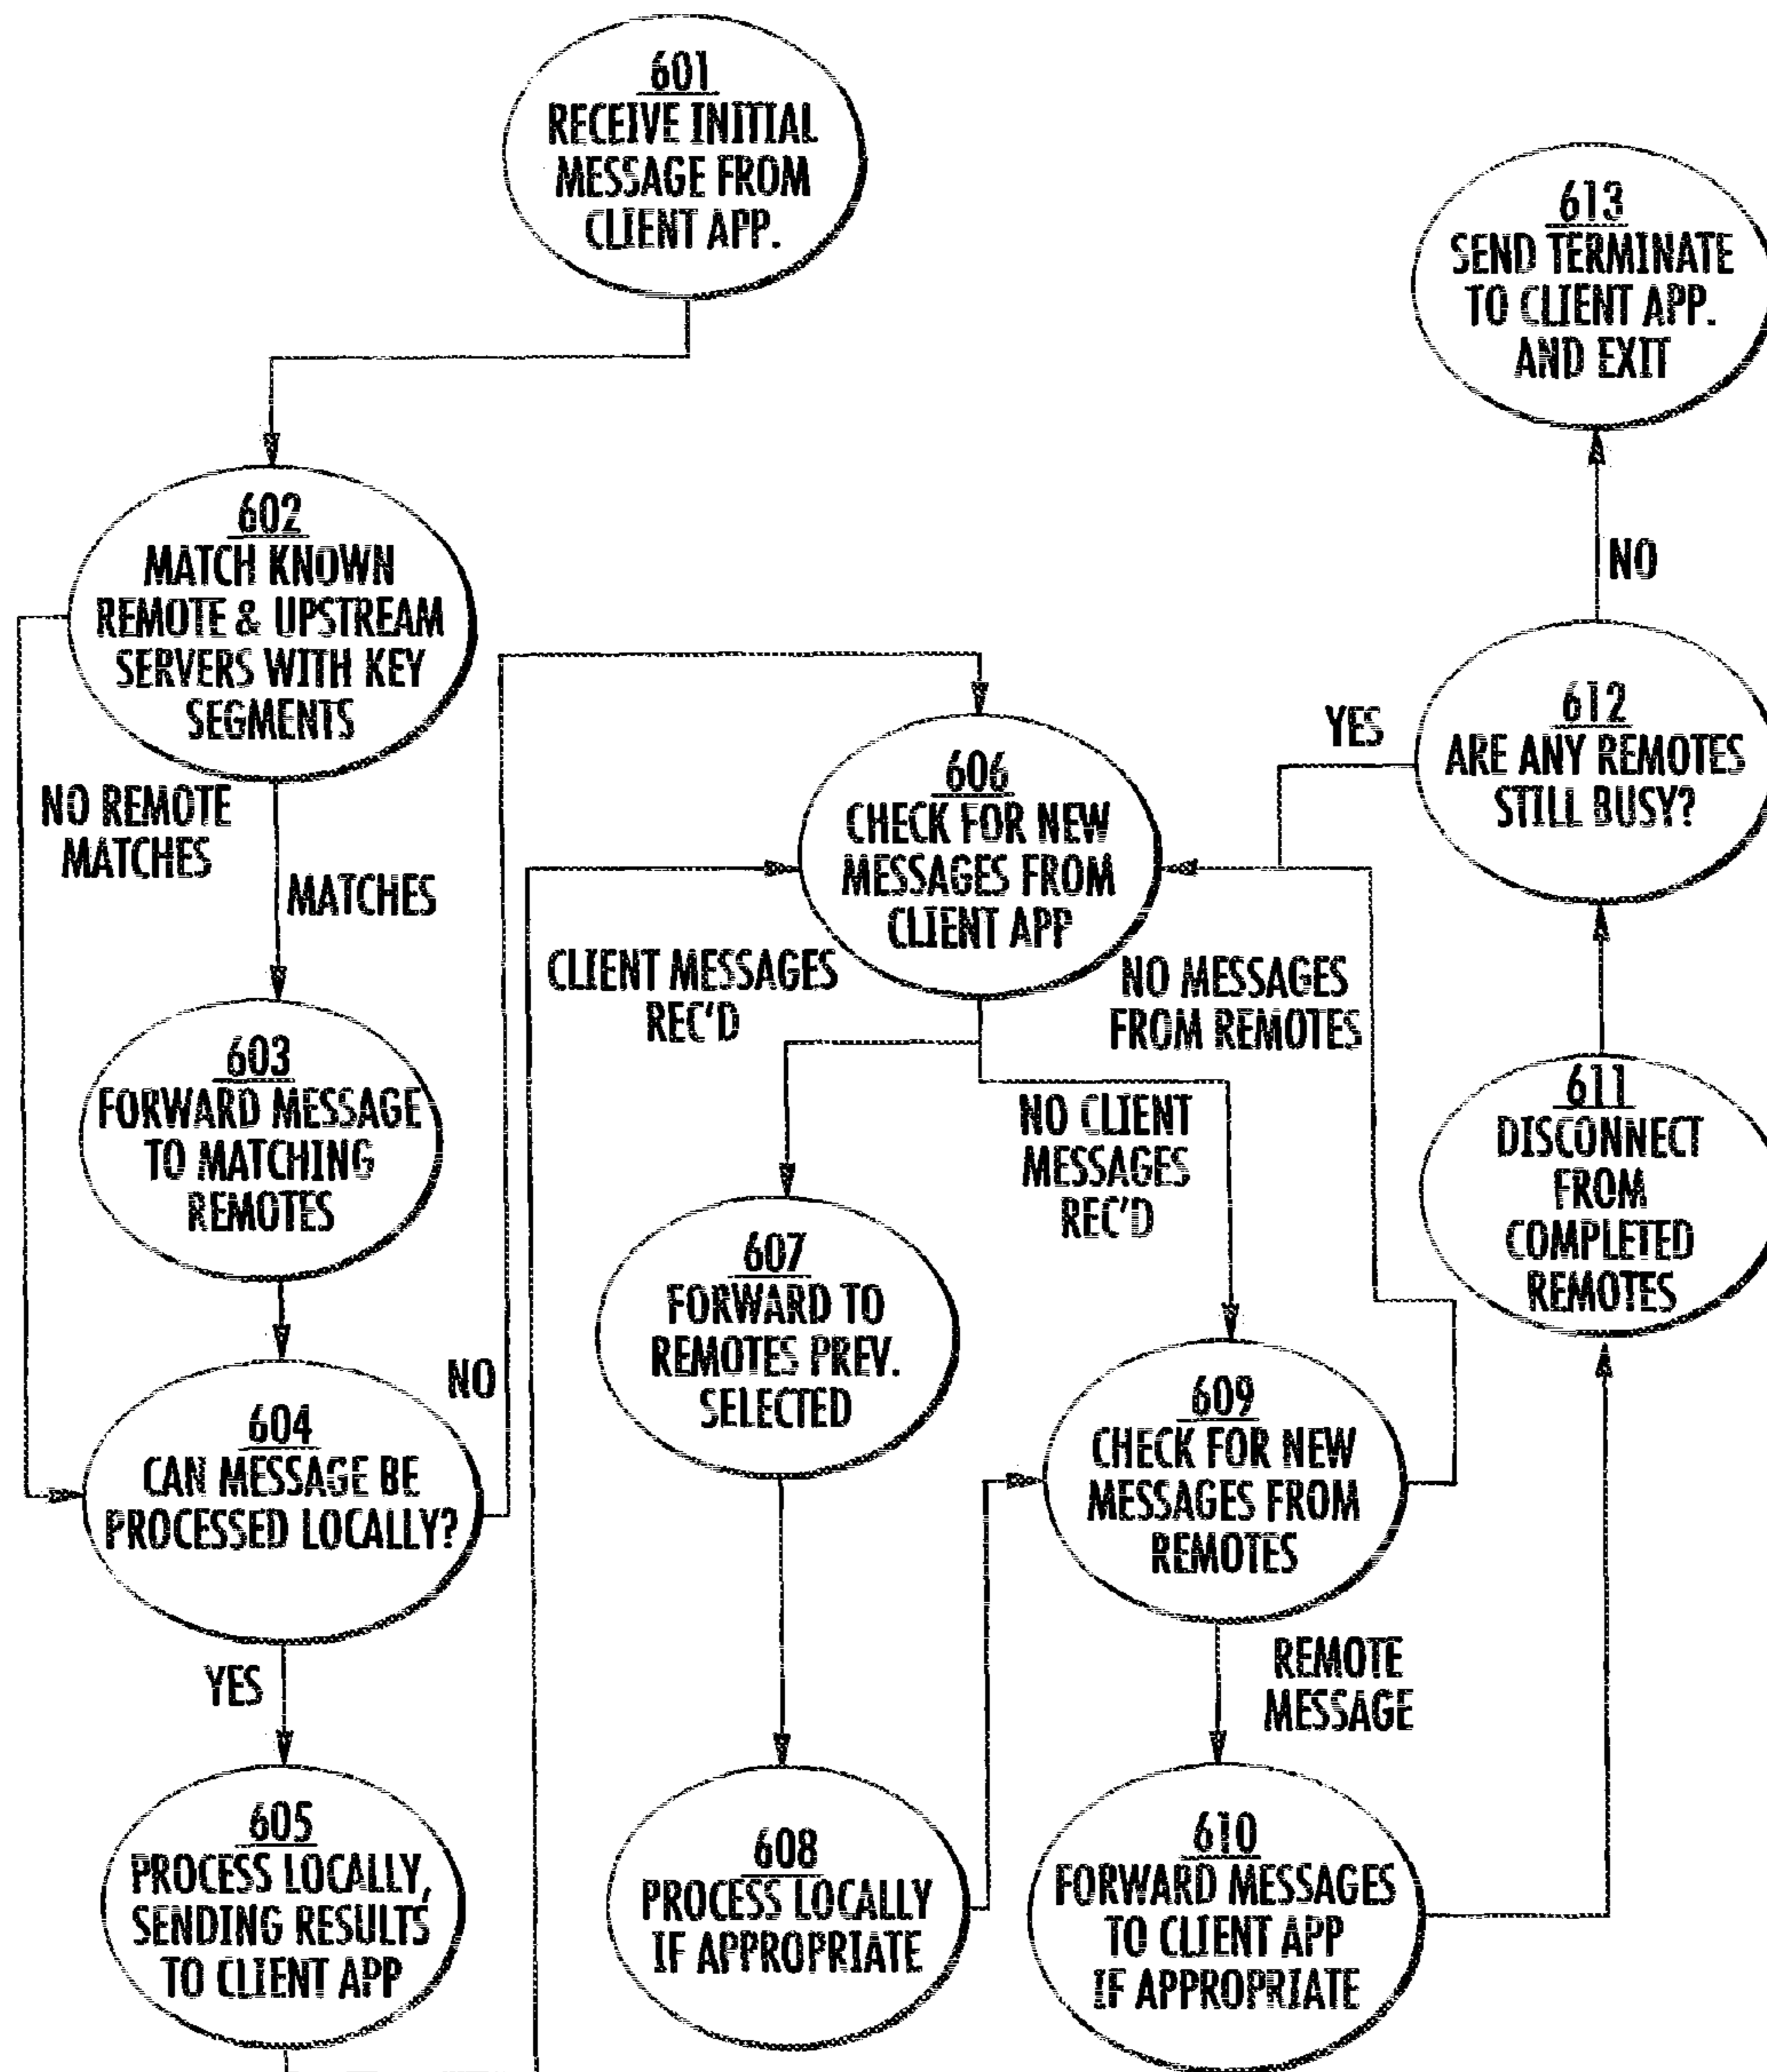 601
RECEIVE INITIAL
MESSAGE FROM
CLIENT APP.
602
MATCH KNOWN
REMOTE & UPSTREAM
SERVERS WITH KEY
SEGMENTS
NO REMOTE
MATCHES
MATCHES
603
FORWARD MESSAGE
TO MATCHING
REMOTES
604
CAN MESSAGE BE
PROCESSED LOCALLY?
NO
YES
605
PROCESS LOCALLY,
SENDING RESULTS
TO CLIENT APP
606
CHECK FOR NEW
MESSAGES FROM
CLIENT APP
CLIENT MESSAGES
REC'D
NO CLIENT
MESSAGES
REC'D
607
FORWARD TO
REMOTES PREV.
SELECTED
608
PROCESS LOCALLY
IF APPROPRIATE
609
CHECK FOR NEW
MESSAGES FROM
REMOTES
NO MESSAGES
FROM REMOTES
REMOTE
MESSAGE
610
FORWARD MESSAGES
TO CLIENT APP
IF APPROPRIATE
611
DISCONNECT
FROM
COMPLETED
REMOTES
612
ARE ANY REMOTES
STILL BUSY?
YES
NO
613
SEND TERMINATE
TO CLIENT APP.
AND EXIT